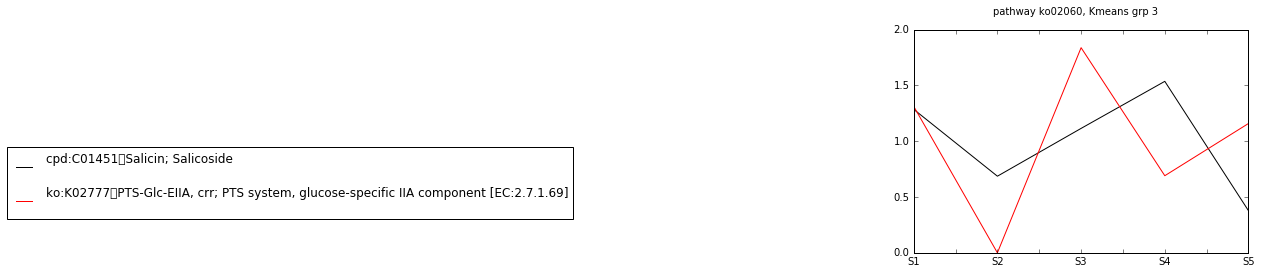 pathway ko02060, Kmeans grp 3
2.0
1.5
1.0
0.5
0.0
S1 S2 S3 S4 S5
cpd:C01451▯Salicin; Salicoside
ko:K02777▯PTS-Glc-EIIA, crr; PTS system, glucose-specific IIA component [EC:2.7.1.69]